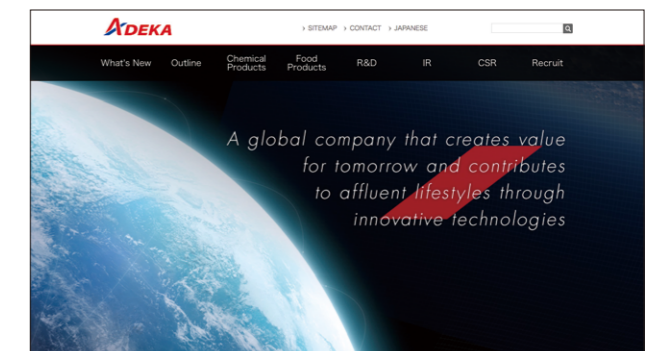 ADEKA
› SITEMAP › CONTACT › JAPANESE
What's New Outline Chemical Products Food Products R&D IR CSR Recruit
A global company that creates value
for tomorrow and contributes
to affluent lifestyles through
innovative technologies